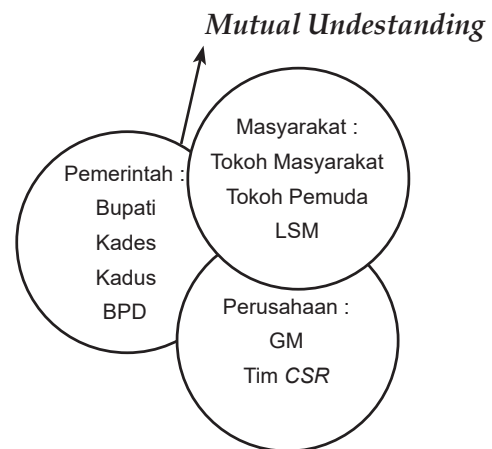 Mutual Undestanding
Masyarakat :
Tokoh Masyarakat
Tokoh Pemuda
LSM
Pemerintah :
Bupati
Kades
Kadus
BPD
Perusahaan :
GM
Tim CSR